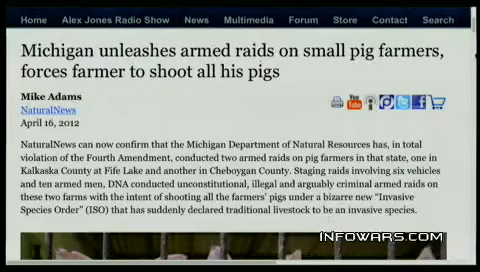 Home Alex Jones Radio Show News Multimedia Forum Store Contact Search
Michigan unleashes armed raids on small pig farmers,
forces farmer to shoot all his pigs
Mike Adams
NaturalNews
April 16, 2012
You Tube
NaturalNews can now confirm that the Michigan Department of Natural Resources has, in total
violation of the Fourth Amendment, conducted two armed raids on pig farmers in that state, one in
Kalkaska County at Fife Lake and another in Cheboygan County. Staging raids involving six vehicles
and ten armed men, DNA conducted unconstitutional, illegal and arguably criminal armed raids on
these two farms with the intent of shooting all the farmers' pigs under a bizarre new "Invasive
Species Order" (ISO) that has suddenly declared traditional livestock to be an invasive species.
INFOWARS.COM